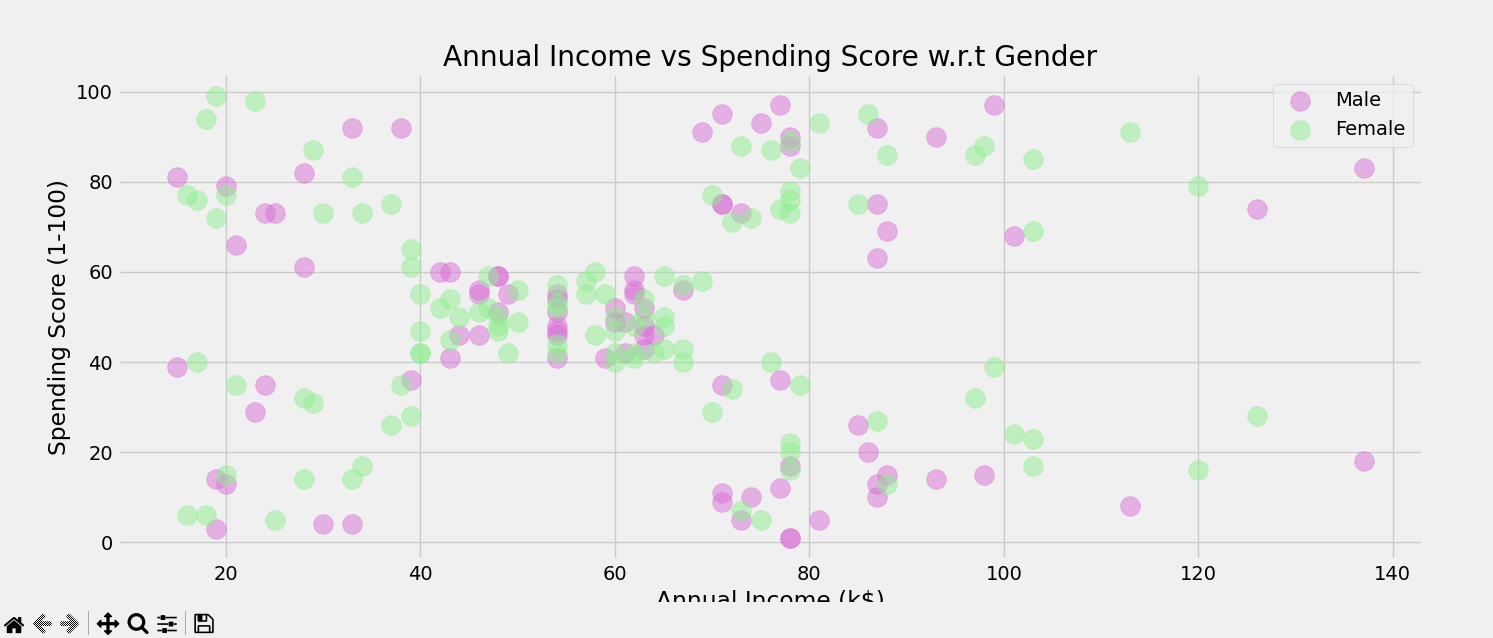 Annual Income vs Spending Score w.r.t Gender
Male
Female
Spending Score (1-100)
100
80
60
40
20
0
20 40 60 80 100 120 140
Annual Income (k$)